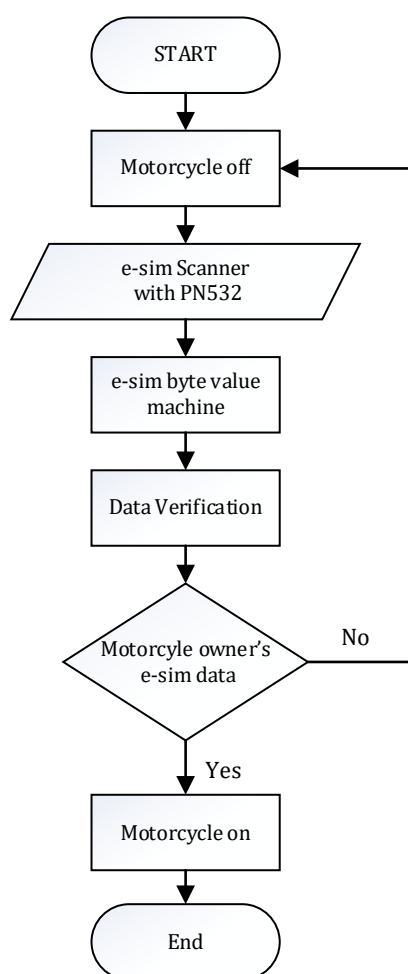 START
Motorcycle off
e-sim Scanner
with PN532
e-sim byte value
machine
Data Verification
Motorcyle owner's
e-sim data
No
Yes
Motorcycle on
End